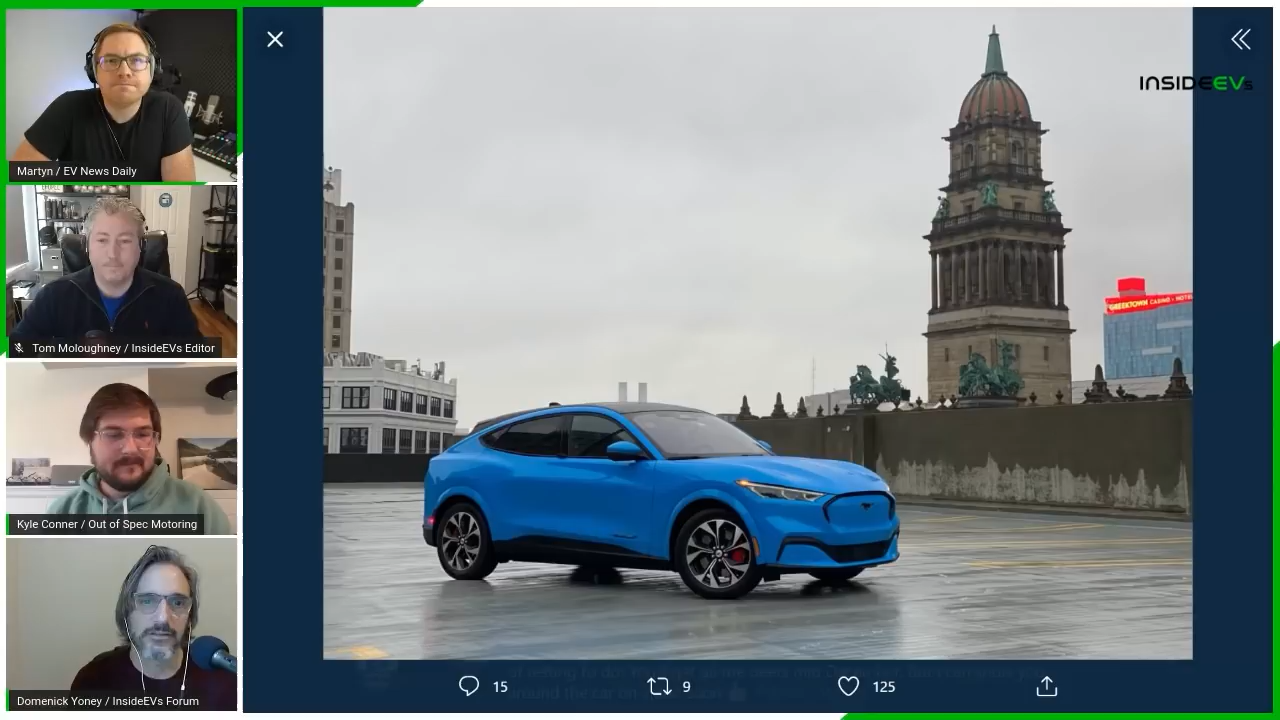 Martyn / EV News Daily
Tom Moloughney / InsideEVs Editor
Kyle Conner / Out of Spec Motoring
Domenick Yoney / InsideEVs Forum
INSIDEEVs
GREEKTOWN CASINO HOTEL
15
9
125